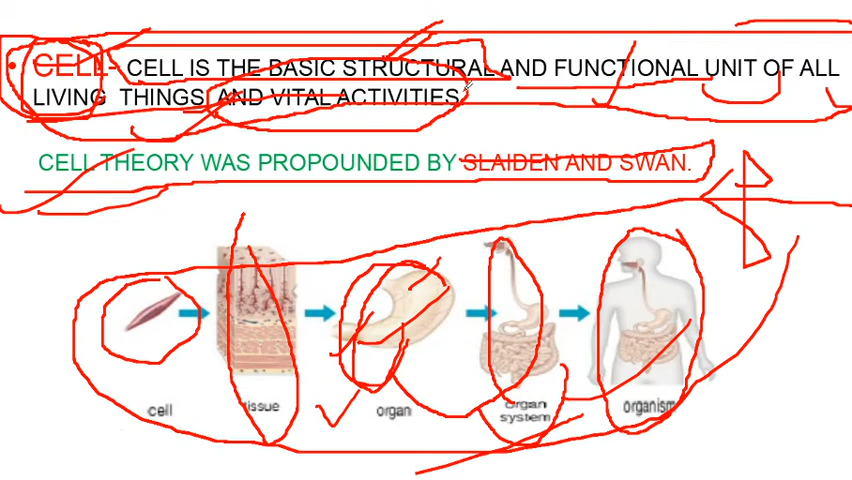 • CELL- CELL IS THE BASIC STRUCTURAL AND FUNCTIONAL UNIT OF ALL
LIVING THINGS AND VITAL ACTIVITIES
CELL THEORY WAS PROPOUNDED BY SLAIDEN AND SWAN.
cell tissue organ organ system organism